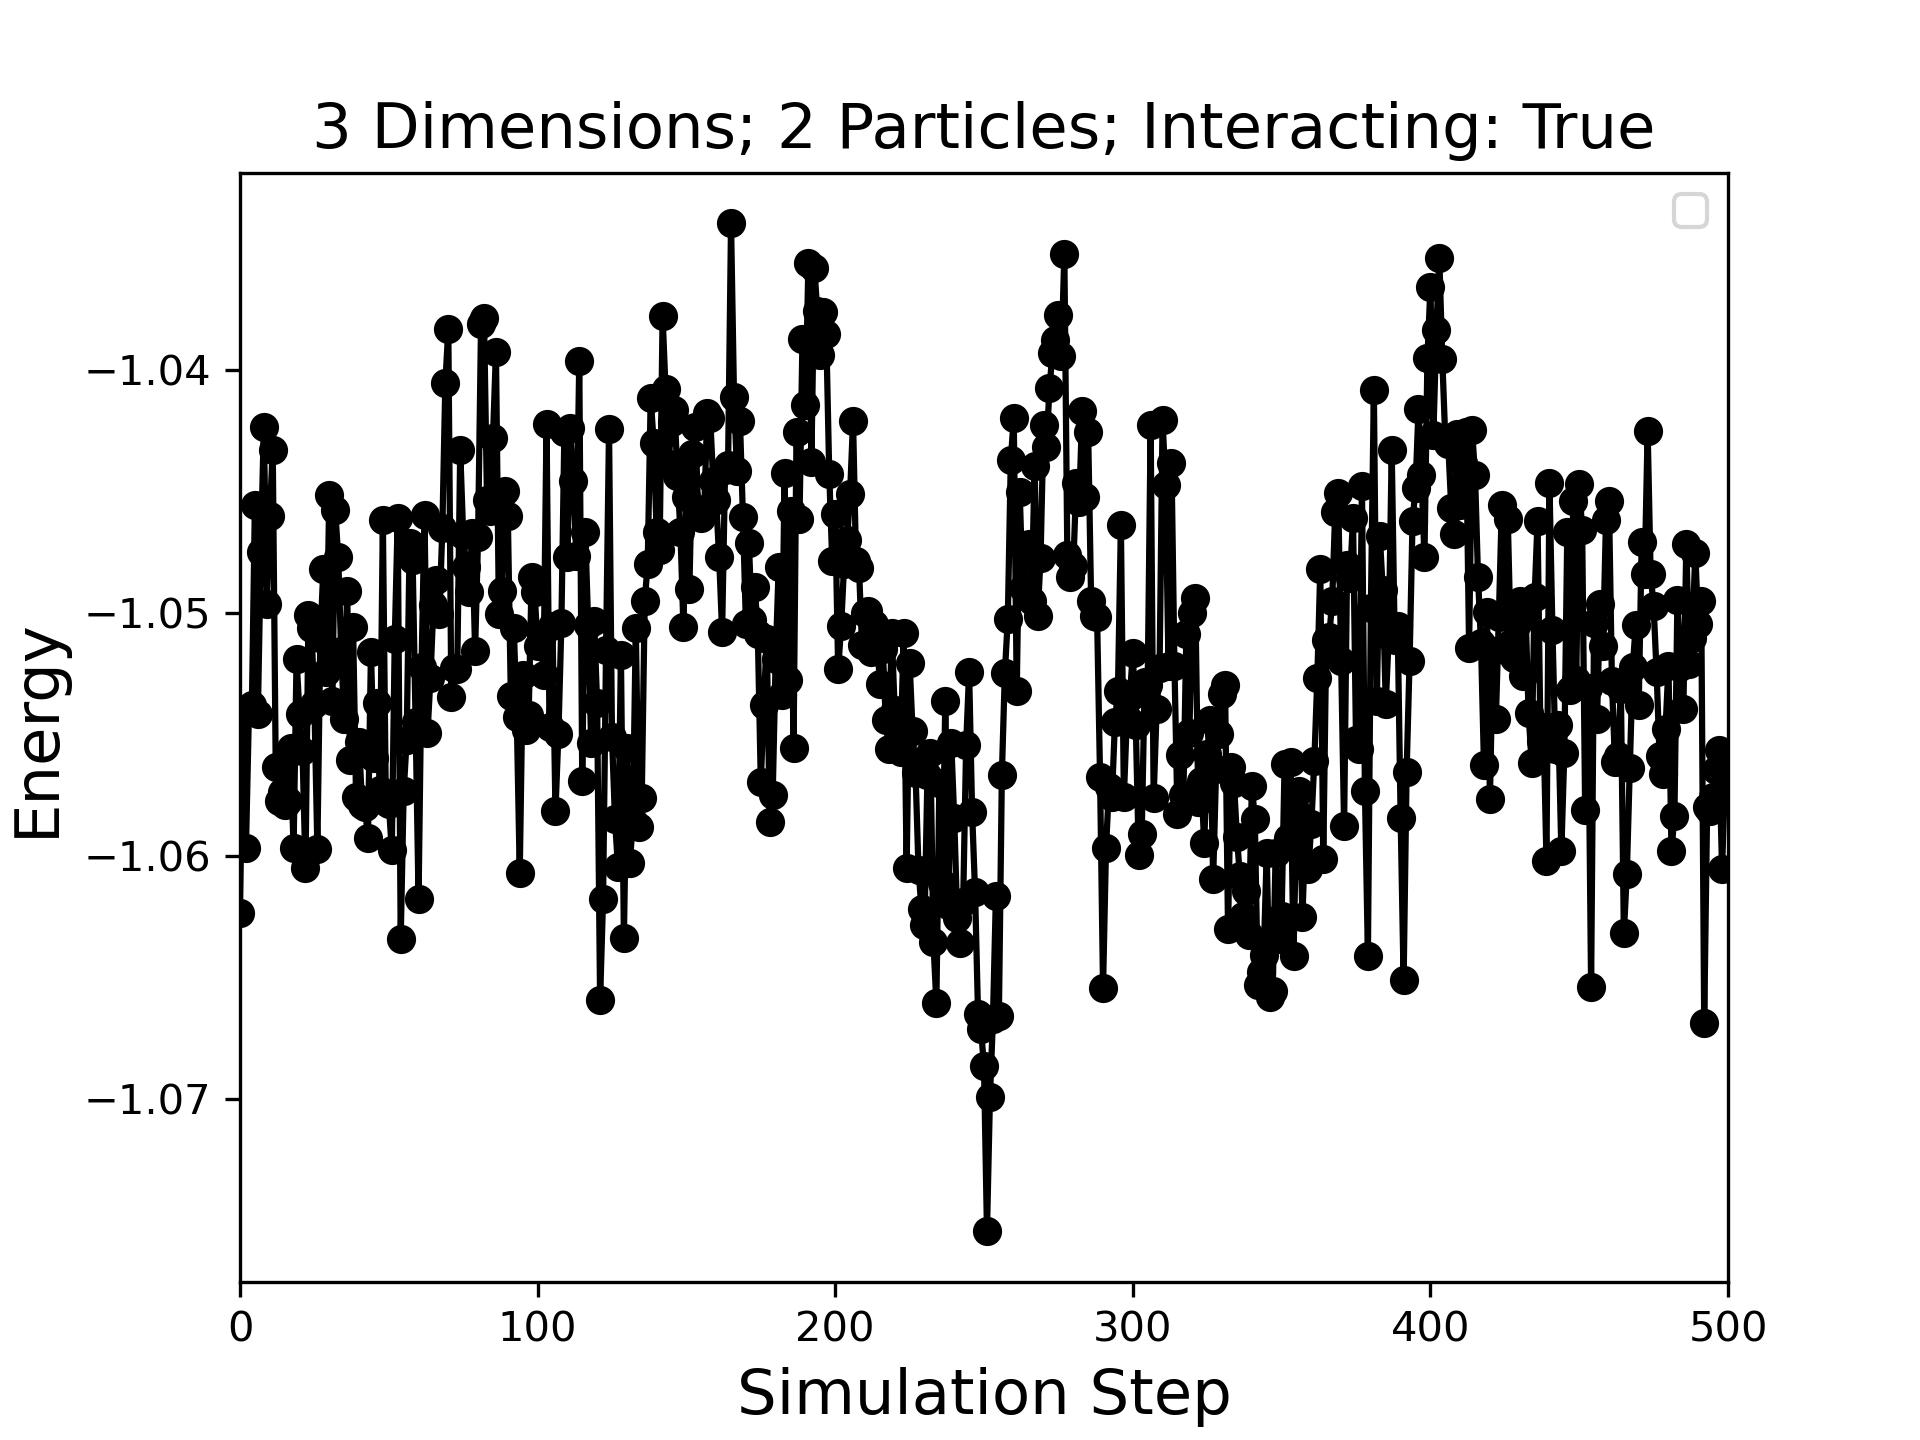 3 Dimensions; 2 Particles; Interacting: True
Energy
−1.04
−1.05
−1.06
−1.07
0 100 200 300 400 500
Simulation Step